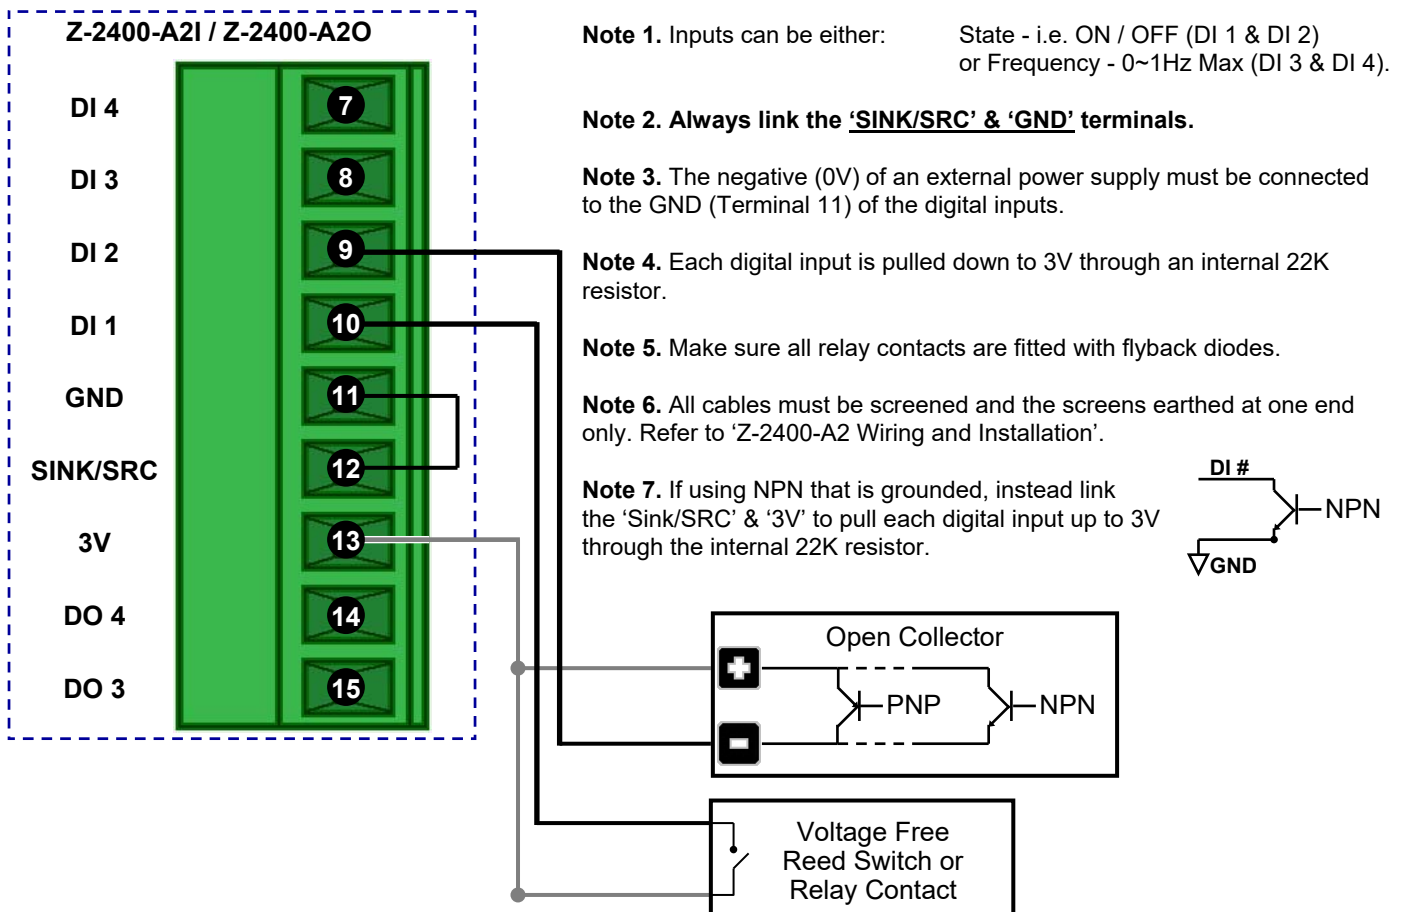 Z-2400-A2I / Z-2400-A2O
DI 4
7
DI 3
8
DI 2
9
DI 1
10
GND
11
SINK/SRC
12
3V
13
DO 4
14
DO 3
15
Note 1. Inputs can be either: State - i.e. ON / OFF (DI 1 & DI 2)
or Frequency - 0~1Hz Max (DI 3 & DI 4).
Note 2. Always link the ‘SINK/SRC’ & ‘GND’ terminals.
Note 3. The negative (0V) of an external power supply must be connected
to the GND (Terminal 11) of the digital inputs.
Note 4. Each digital input is pulled down to 3V through an internal 22K
resistor.
Note 5. Make sure all relay contacts are fitted with flyback diodes.
Note 6. All cables must be screened and the screens earthed at one end
only. Refer to ‘Z-2400-A2 Wiring and Installation’.
Note 7. If using NPN that is grounded, instead link
the ‘Sink/SRC’ & ‘3V’ to pull each digital input up to 3V
through the internal 22K resistor.
DI #
NPN
GND
Open Collector
PNP
NPN
Voltage Free
Reed Switch or
Relay Contact